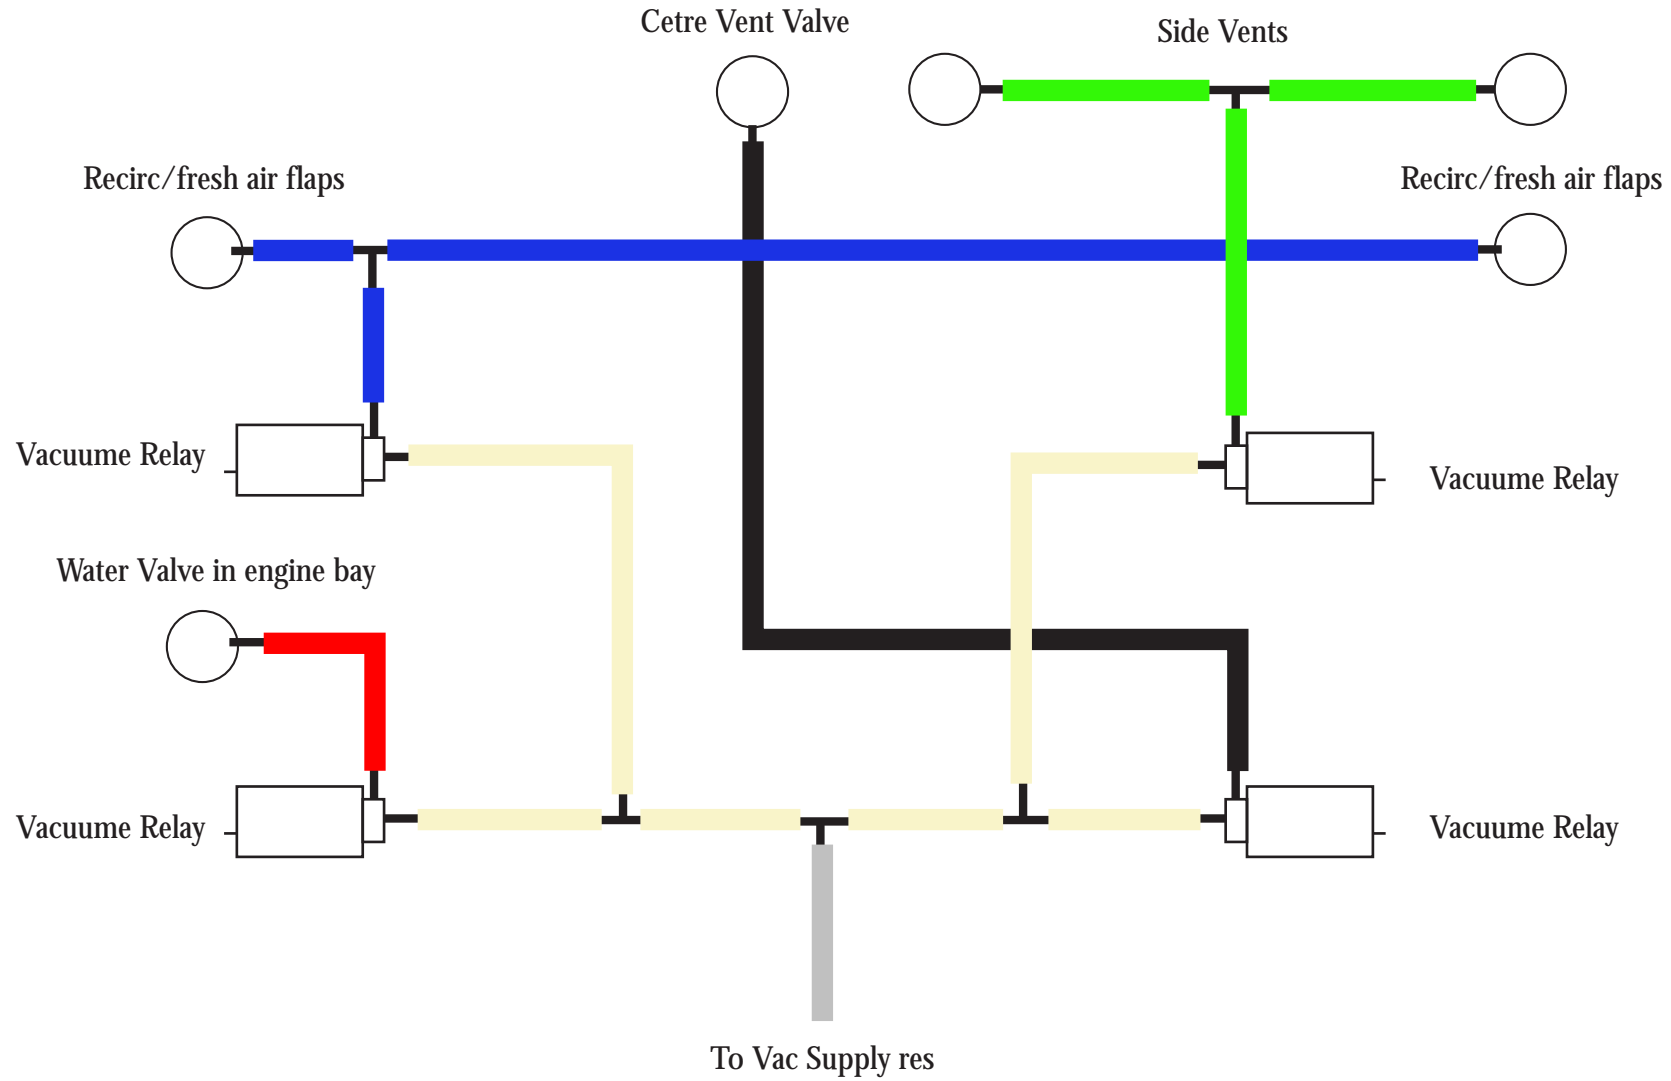 Cetre Vent Valve
Side Vents
Recirc/fresh air flaps
Recirc/fresh air flaps
Vacuume Relay
Vacuume Relay
Water Valve in engine bay
Vacuume Relay
Vacuume Relay
To Vac Supply res